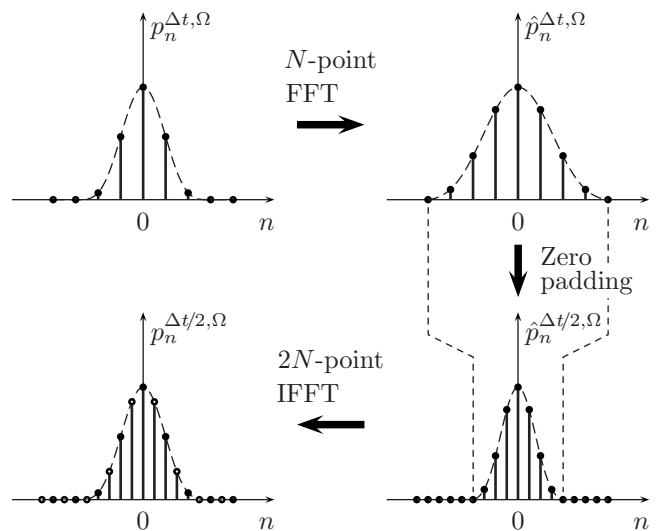 p_n^{Δt,Ω}
N-point
FFT
p̂_n^{Δt,Ω}
0
n
0
n
Zero
padding
p_n^{Δt/2,Ω}
2N-point
IFFT
p̂_n^{Δt/2,Ω}
0
n
0
n